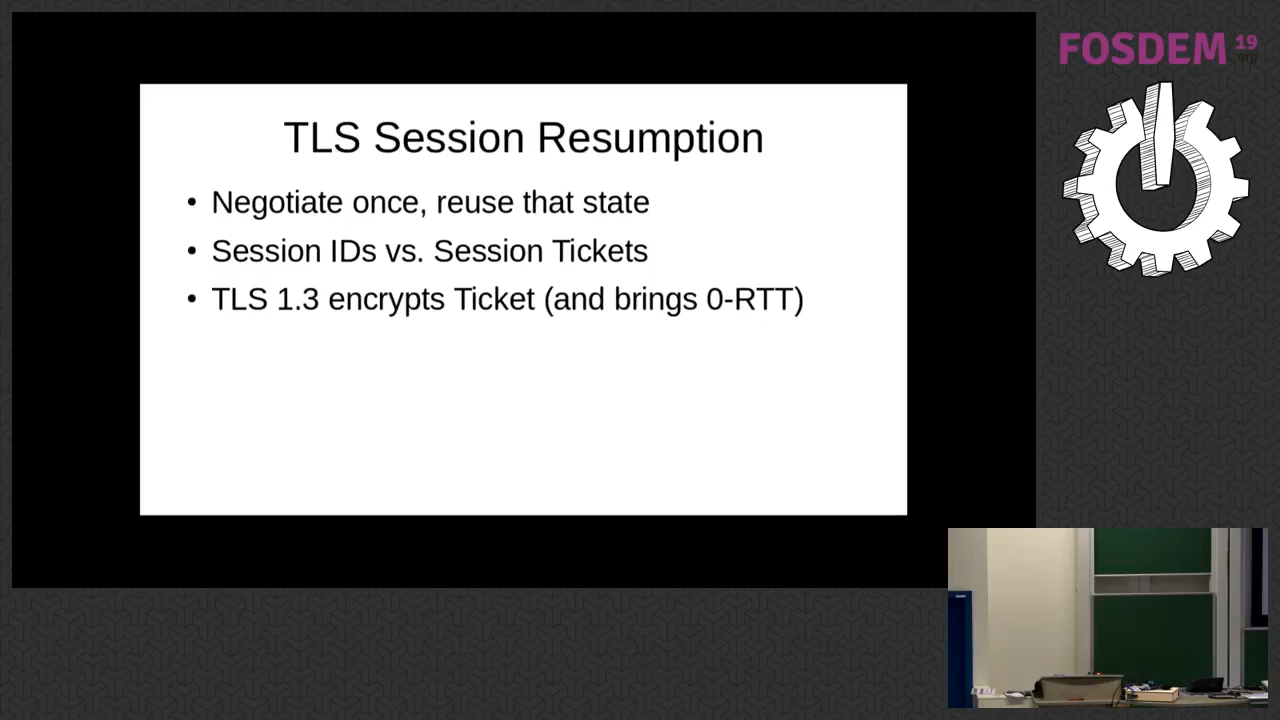 FOSDEM 19
.org
TLS Session Resumption
• Negotiate once, reuse that state
• Session IDs vs. Session Tickets
• TLS 1.3 encrypts Ticket (and brings 0-RTT)